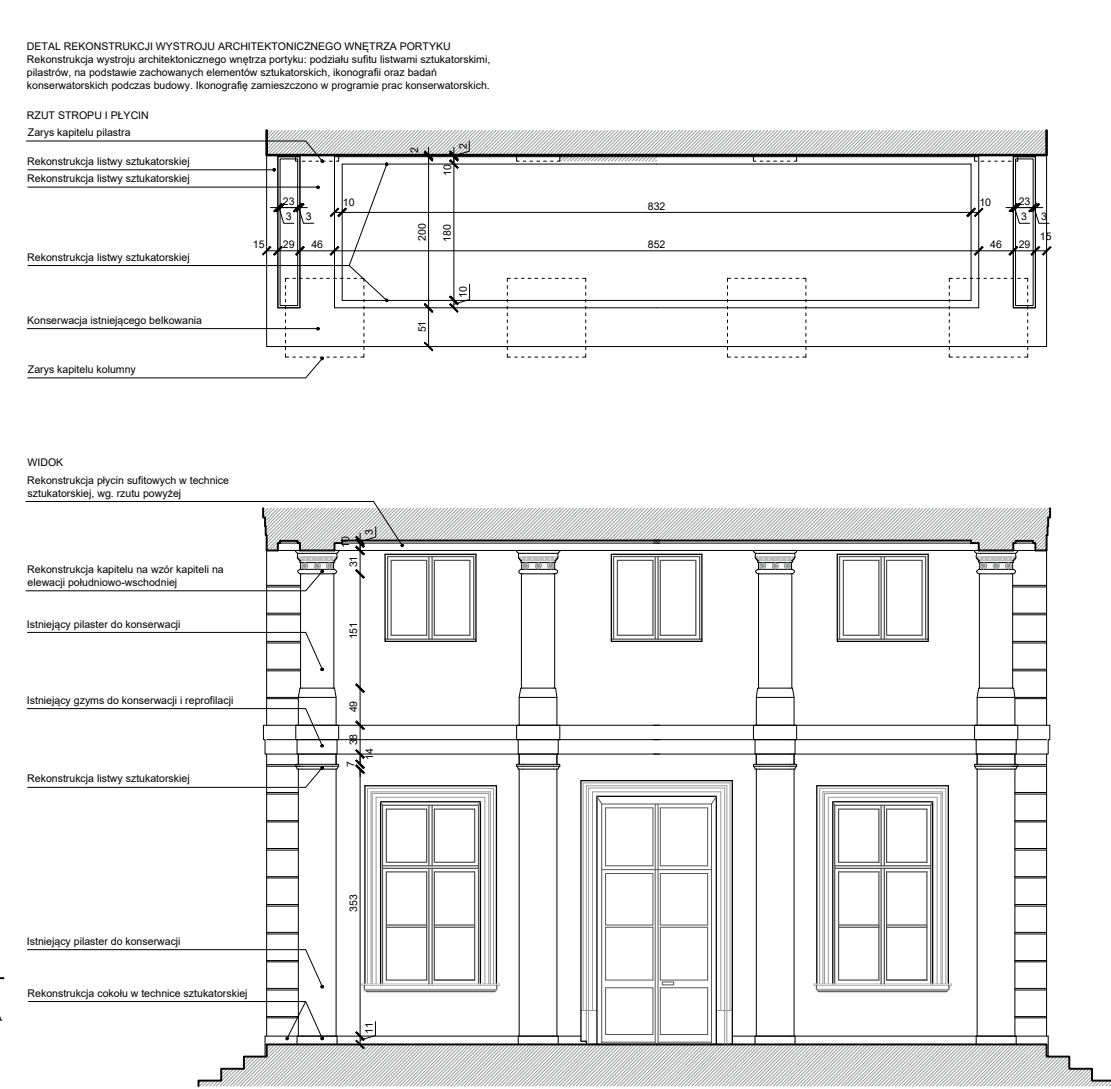 DETAL REKONSTRUKCJI WYSTROJU ARCHITEKTONICZNEGO WNĘTRZA PORTYKU
Rekonstrukcja wystroju architektonicznego wnętrza portyku: podziału sufitu listwami sztukatorskimi,
pilastrów, na podstawie zachowanych elementów sztukatorskich, ikonografii oraz badań
konserwatorskich podczas budowy. Ikonografię zamieszczono w programie prac konserwatorskich.
RZUT STROPU I PŁYCIN
Zarys kapitelu pilastra
2
2
Rekonstrukcja listwy sztukatorskiej
10
Rekonstrukcja listwy sztukatorskiej
23
10
832
10
23
3
3
3
3
15
29
46
200
180
852
46
29
15
Rekonstrukcja listwy sztukatorskiej
10
Konserwacja istniejącego belkowania
51
Zarys kapitelu kolumny
WIDOK
Rekonstrukcja płycin sufitowych w technice
sztukatorskiej, wg. rzutu powyżej
3
10
31
Rekonstrukcja kapitelu na wzór kapiteli na
elewacji południowo-wschodniej
Istniejący pilaster do konserwacji
151
Istniejący gzyms do konserwacji i reprofilacji
49
38
14
7
Rekonstrukcja listwy sztukatorskiej
353
Istniejący pilaster do konserwacji
Rekonstrukcja cokołu w technice sztukatorskiej
11